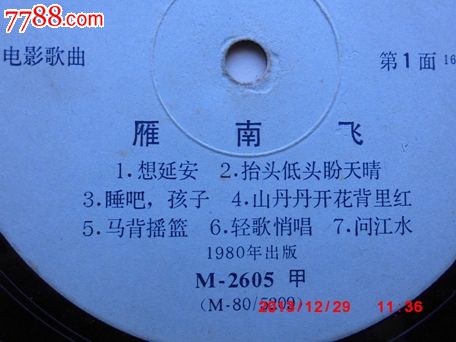 7788.com
电影歌曲
第1面 16
雁南飞
1.想延安 2.抬头低头盼天晴
3.睡吧，孩子 4.山丹丹开花背里红
5.马背摇篮 6.轻歌悄唱 7.问江水
1980年出版
M-2605 甲
(M-80/5209)
2013/12/29 11:36